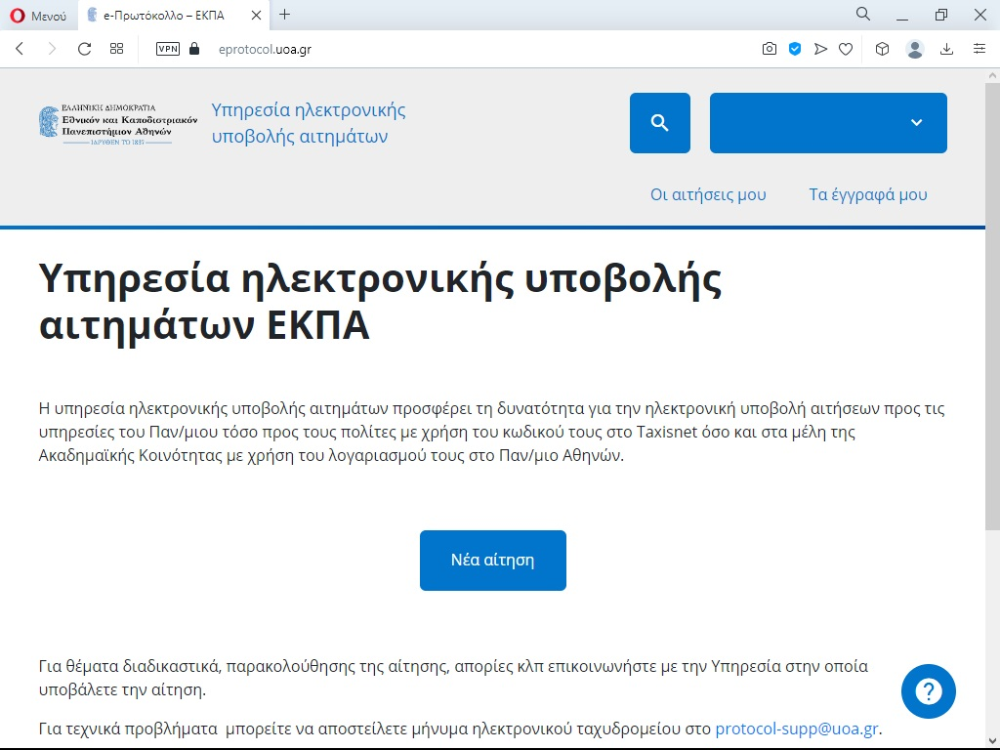 Μενού
e-Πρωτόκολλο – ΕΚΠΑ
VPN
eprotocol.uoa.gr
ΕΛΛΗΝΙΚΗ ΔΗΜΟΚΡΑΤΙΑ
Εθνικόν και Καποδιστριακόν
Πανεπιστήμιον Αθηνών
ΙΔΡΥΘΕΝ ΤΟ 1837
Υπηρεσία ηλεκτρονικής
υποβολής αιτημάτων
Οι αιτήσεις μου
Τα έγγραφά μου
Υπηρεσία ηλεκτρονικής υποβολής
αιτημάτων ΕΚΠΑ
Η υπηρεσία ηλεκτρονικής υποβολής αιτημάτων προσφέρει τη δυνατότητα για την ηλεκτρονική υποβολή αιτήσεων προς τις
υπηρεσίες του Παν/μιου τόσο προς τους πολίτες με χρήση του κωδικού τους στο Taxisnet όσο και στα μέλη της
Ακαδημαϊκής Κοινότητας με χρήση του λογαριασμού τους στο Παν/μιο Αθηνών.
Νέα αίτηση
Για θέματα διαδικαστικά, παρακολούθησης της αίτησης, απορίες κλπ επικοινωνήστε με την Υπηρεσία στην οποία
υποβάλετε την αίτηση.
Για τεχνικά προβλήματα μπορείτε να αποστείλετε μήνυμα ηλεκτρονικού ταχυδρομείου στο protocol-supp@uoa.gr.